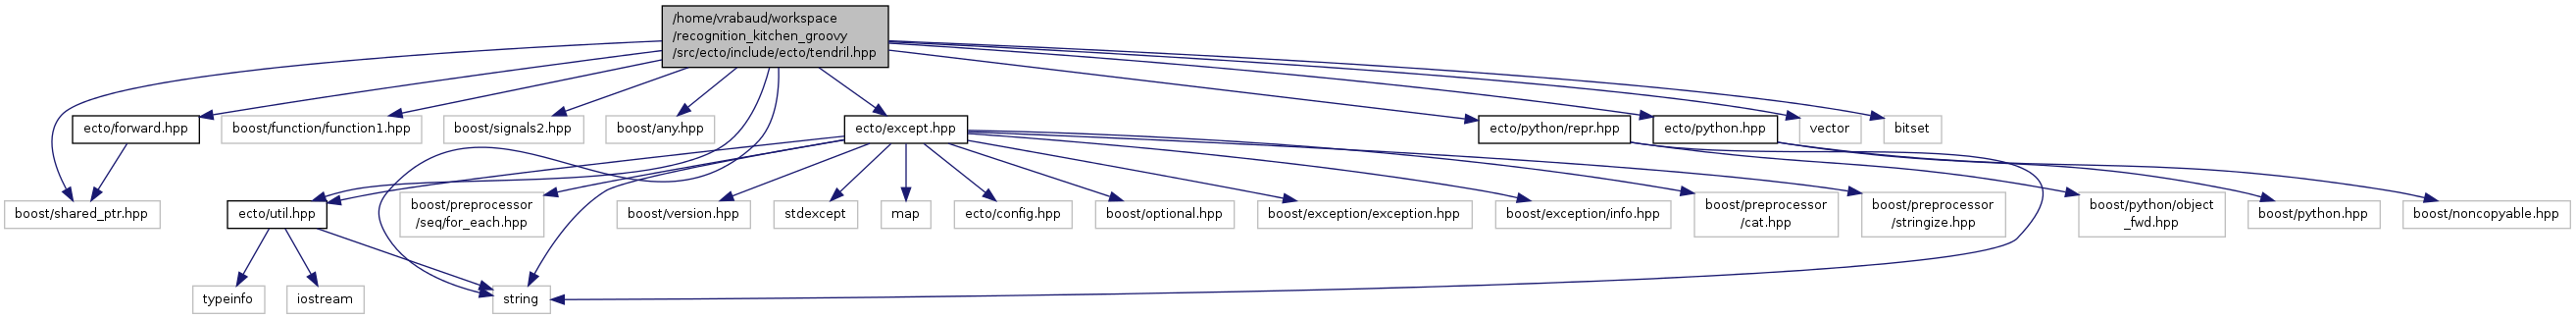 /home/vrabaud/workspace
/recognition_kitchen_groovy
/src/ecto/include/ecto/tendril.hpp
ecto/forward.hpp
boost/function/function1.hpp
boost/signals2.hpp
boost/any.hpp
ecto/except.hpp
ecto/python/repr.hpp
ecto/python.hpp
vector
bitset
boost/shared_ptr.hpp
ecto/util.hpp
boost/preprocessor
/seq/for_each.hpp
boost/version.hpp
stdexcept
map
ecto/config.hpp
boost/optional.hpp
boost/exception/exception.hpp
boost/exception/info.hpp
boost/preprocessor
/cat.hpp
boost/preprocessor
/stringize.hpp
boost/python/object
_fwd.hpp
boost/python.hpp
boost/noncopyable.hpp
typeinfo
iostream
string